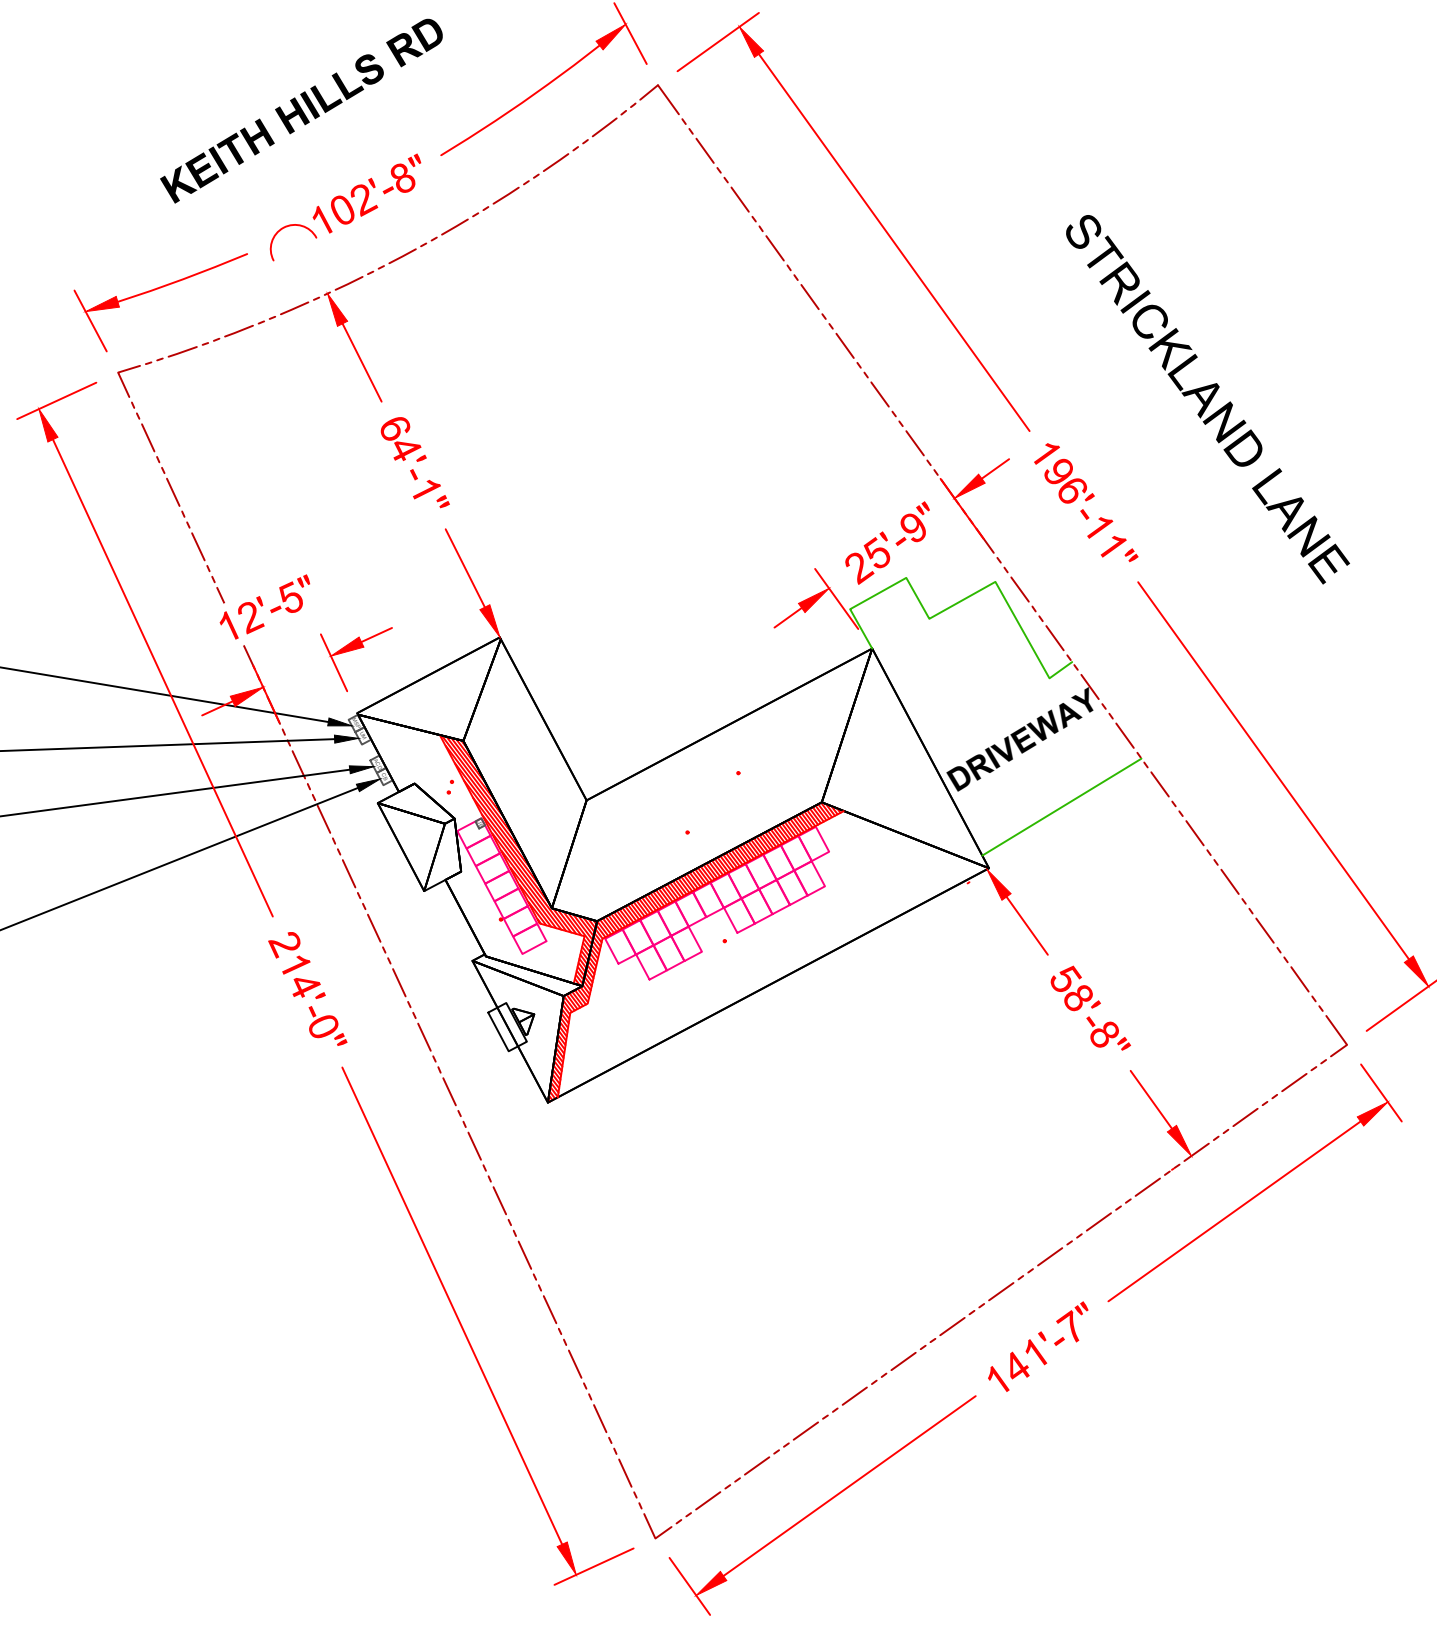 KEITH HILLS RD
102'-8"
STRICKLAND LANE
64'-1"
196'-11"
25'-9"
12'-5"
DRIVEWAY
214'-0"
58'-8"
141'-7"